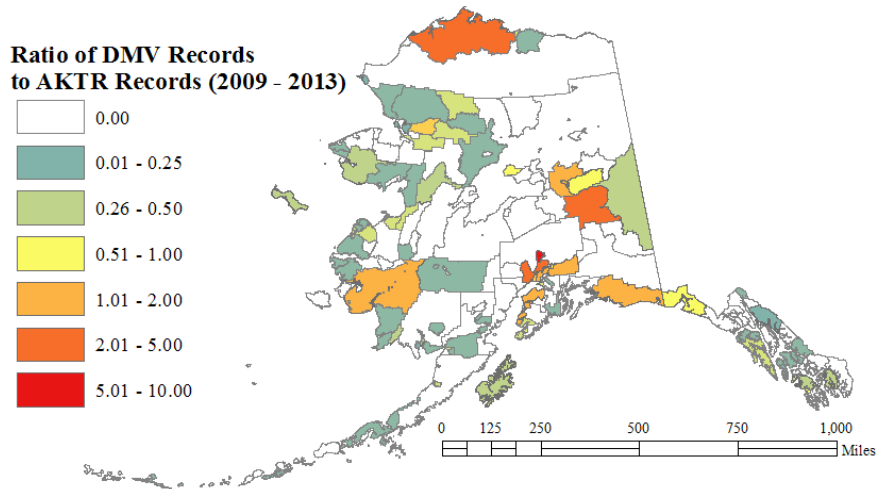 Ratio of DMV Records
to AKTR Records (2009 - 2013)
0.00
0.01 - 0.25
0.26 - 0.50
0.51 - 1.00
1.01 - 2.00
2.01 - 5.00
5.01 - 10.00
0 125 250 500 750 1,000
Miles